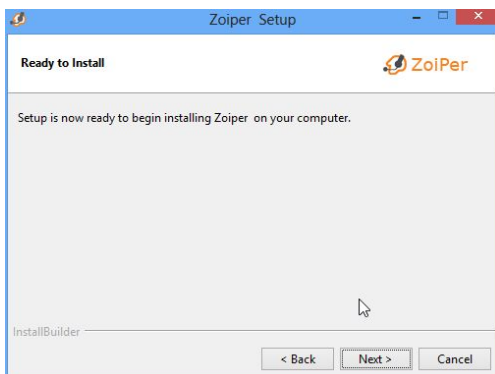 Zoiper Setup
Ready to Install
ZoiPer
Setup is now ready to begin installing Zoiper on your computer.
InstallBuilder
< Back
Next >
Cancel